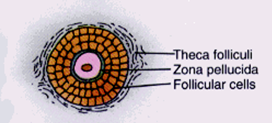 Theca folliculi
Zona pellucida
Follicular cells